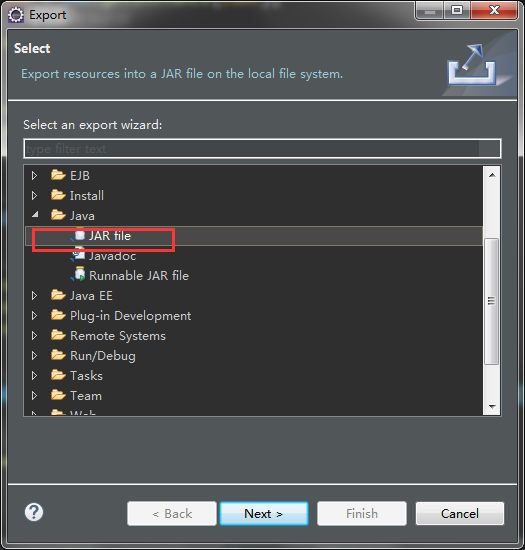 Export
Select
Export resources into a JAR file on the local file system.
Select an export wizard:
type filter text
EJB
Install
Java
JAR file
Javadoc
Runnable JAR file
Java EE
Plug-in Development
Remote Systems
Run/Debug
Tasks
Team
Web
?
< Back
Next >
Finish
Cancel